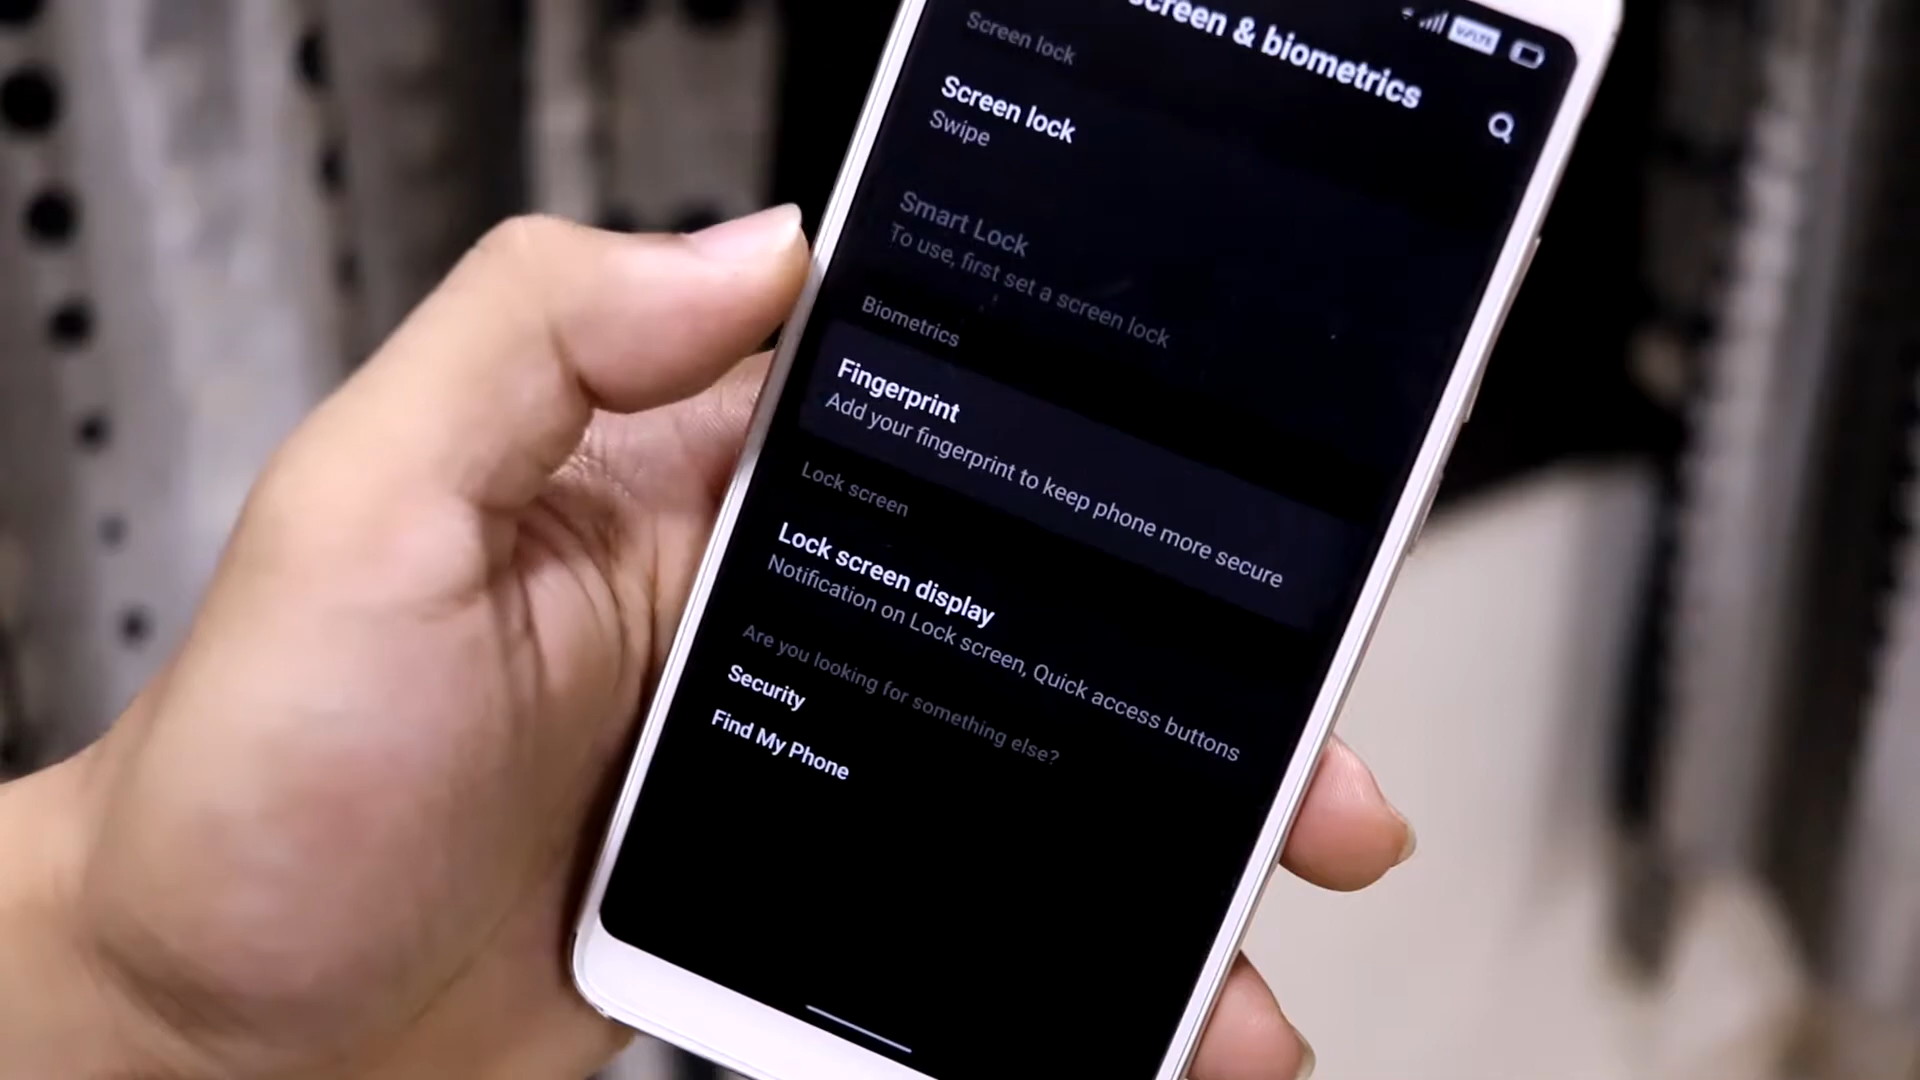 screen & biometrics
Screen lock
Screen lock
Swipe
Smart Lock
To use, first set a screen lock
Biometrics
Fingerprint
Add your fingerprint to keep phone more secure
Lock screen
Lock screen display
Notification on Lock screen, Quick access buttons
Are you looking for something else?
Security
Find My Phone